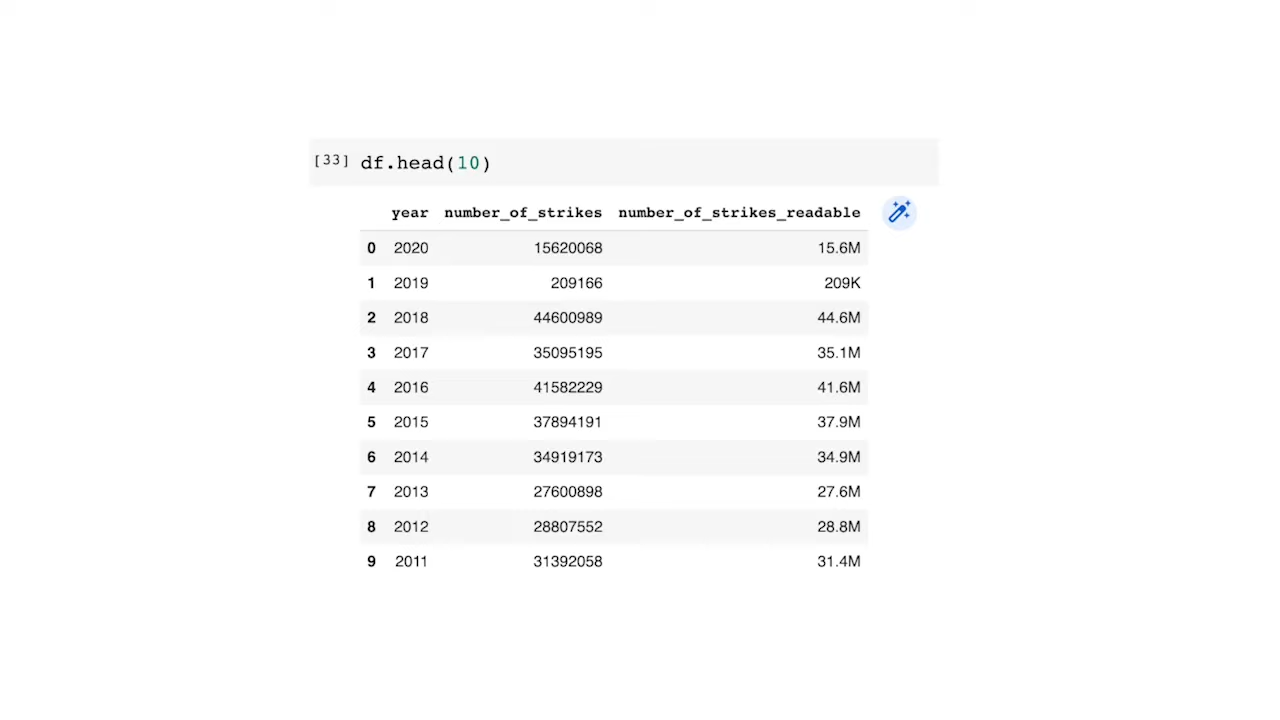 [33] df.head(10)
year number_of_strikes number_of_strikes_readable
0 2020 15620068 15.6M
1 2019 209166 209K
2 2018 44600989 44.6M
3 2017 35095195 35.1M
4 2016 41582229 41.6M
5 2015 37894191 37.9M
6 2014 34919173 34.9M
7 2013 27600898 27.6M
8 2012 28807552 28.8M
9 2011 31392058 31.4M